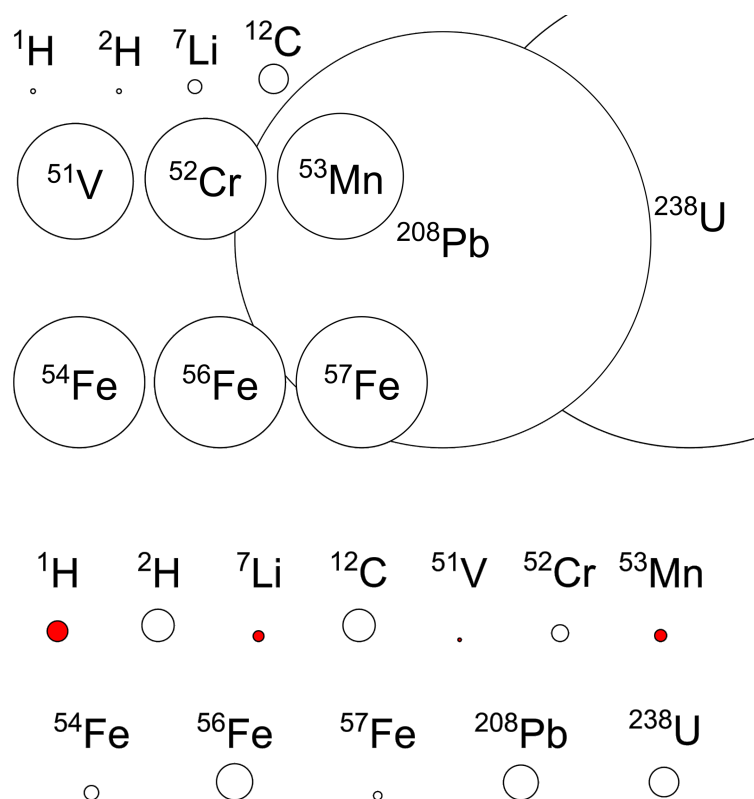 ¹H ²H ⁷Li ¹²C
⁵¹V ⁵²Cr ⁵³Mn
²⁰⁸Pb ²³⁸U
⁵⁴Fe ⁵⁶Fe ⁵⁷Fe
¹H ²H ⁷Li ¹²C ⁵¹V ⁵²Cr ⁵³Mn
⁵⁴Fe ⁵⁶Fe ⁵⁷Fe ²⁰⁸Pb ²³⁸U